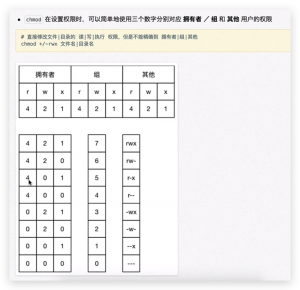 • chmod 在设置权限时，可以简单地使用三个数字分别对应 拥有者 ／ 组 和 其他 用户的权限
# 直接修改文件|目录的 读|写|执行 权限，但是不能精确到 拥有者|组|其他
chmod +/-rwx 文件名|目录名
拥有者 组 其他
r w x r w x r w x
4 2 1 4 2 1 4 2 1
4 2 1 7 rwx
4 2 0 6 rw-
4 0 1 5 r-x
4 0 0 4 r--
0 2 1 3 -wx
0 2 0 2 -w-
0 0 1 1 --x
0 0 0 0 ---